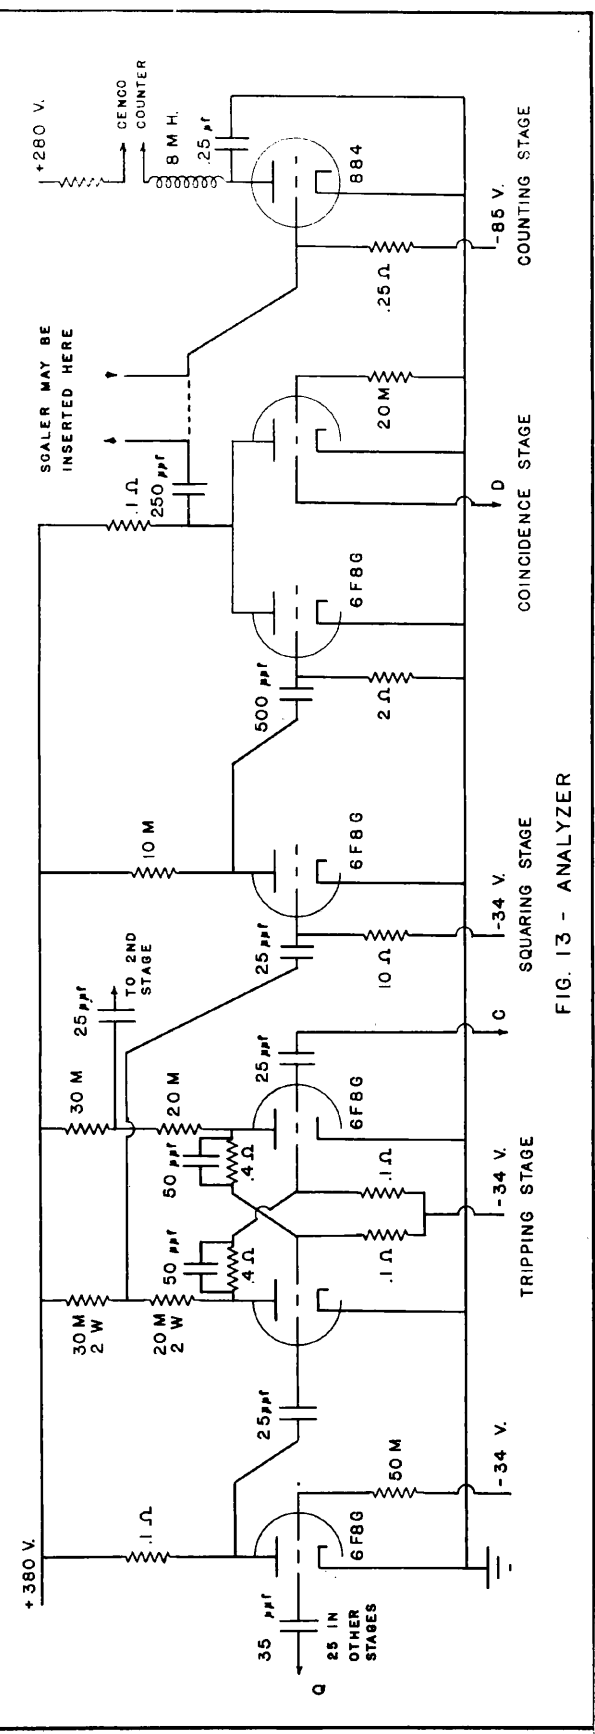 +380 V.
+280 V.
CENCO
COUNTER
8 M H.
.25 µf
884
.25 Ω
-85 V.
COUNTING STAGE
SCALER MAY BE
INSERTED HERE
.1 Ω
250 µµf
20 M
D
6F8G
500 µµf
2 Ω
COINCIDENCE STAGE
10 M
6F8G
25 µµf
10 Ω
-34 V.
SQUARING STAGE
25 µµf
TO 2ND
STAGE
30 M
20 M
50 µµf
.4 Ω
25 µµf
C
6F8G
50 µµf
.4 Ω
30 M
2 W
20 M
2 W
.1 Ω
.1 Ω
-34 V.
TRIPPING STAGE
25 µµf
.1 Ω
6F8G
50 M
-34 V.
35 µµf
25 IN
OTHER
STAGES
Q
FIG. 13 - ANALYZER